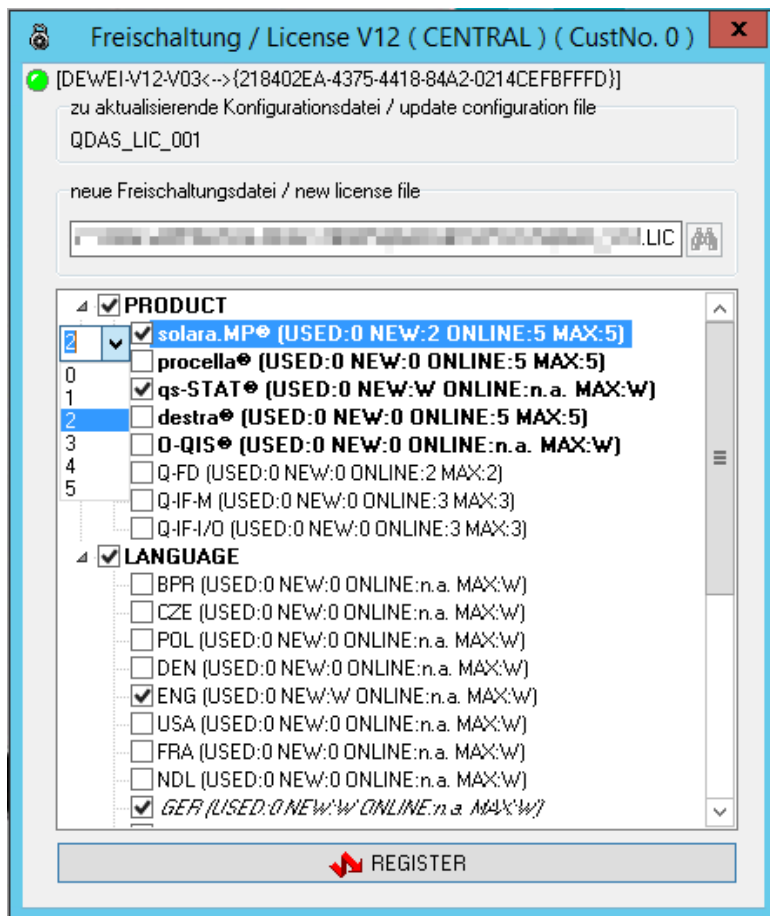 Freischaltung / License V12 ( CENTRAL ) ( CustNo. 0 ) x
[DEWEI-V12-V03<-->{218402EA-4375-4418-84A2-0214CEFBFFFD}]
zu aktualisierende Konfigurationsdatei / update configuration file
QDAS_LIC_001
neue Freischaltungsdatei / new license file
.LIC
PRODUCT
2
solara.MP® (USED:0 NEW:2 ONLINE:5 MAX:5)
procella® (USED:0 NEW:0 ONLINE:5 MAX:5)
0
qs-STAT® (USED:0 NEW:W ONLINE:n.a. MAX:W)
1
destra® (USED:0 NEW:0 ONLINE:5 MAX:5)
2
O-QIS® (USED:0 NEW:0 ONLINE:n.a. MAX:W)
3
Q-FD (USED:0 NEW:0 ONLINE:2 MAX:2)
4
Q-IF-M (USED:0 NEW:0 ONLINE:3 MAX:3)
5
Q-IF-I/O (USED:0 NEW:0 ONLINE:3 MAX:3)
LANGUAGE
BPR (USED:0 NEW:0 ONLINE:n.a. MAX:W)
CZE (USED:0 NEW:0 ONLINE:n.a. MAX:W)
POL (USED:0 NEW:0 ONLINE:n.a. MAX:W)
DEN (USED:0 NEW:0 ONLINE:n.a. MAX:W)
ENG (USED:0 NEW:W ONLINE:n.a. MAX:W)
USA (USED:0 NEW:0 ONLINE:n.a. MAX:W)
FRA (USED:0 NEW:0 ONLINE:n.a. MAX:W)
NDL (USED:0 NEW:0 ONLINE:n.a. MAX:W)
GER (USED:0 NEW:W ONLINE:n.a. MAX:W)
REGISTER